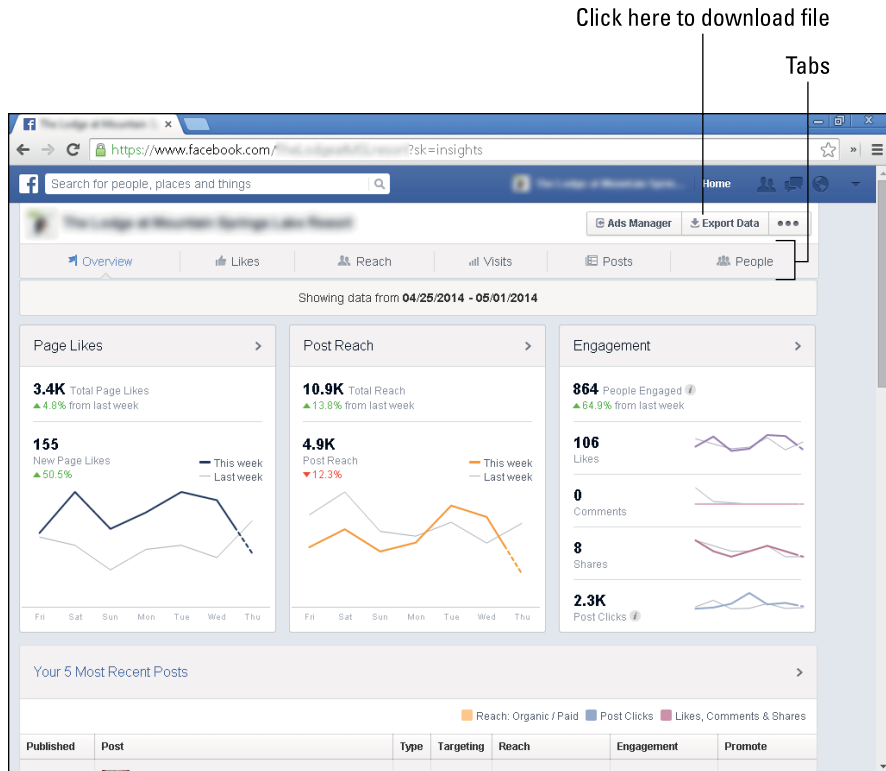 Click here to download file
Tabs
https://www.facebook.com/ ?sk=insights
Search for people, places and things
Home
Ads Manager
Export Data
Overview
Likes
Reach
Visits
Posts
People
Showing data from 04/25/2014 - 05/01/2014
Page Likes
3.4K Total Page Likes
4.8% from last week
155
New Page Likes
50.5%
This week
Last week
Fri Sat Sun Mon Tue Wed Thu
Post Reach
10.9K Total Reach
13.8% from last week
4.9K
Post Reach
12.3%
This week
Last week
Fri Sat Sun Mon Tue Wed Thu
Engagement
864 People Engaged
64.9% from last week
106
Likes
0
Comments
8
Shares
2.3K
Post Clicks
Your 5 Most Recent Posts
Reach: Organic / Paid Post Clicks Likes, Comments & Shares
Published Post Type Targeting Reach Engagement Promote